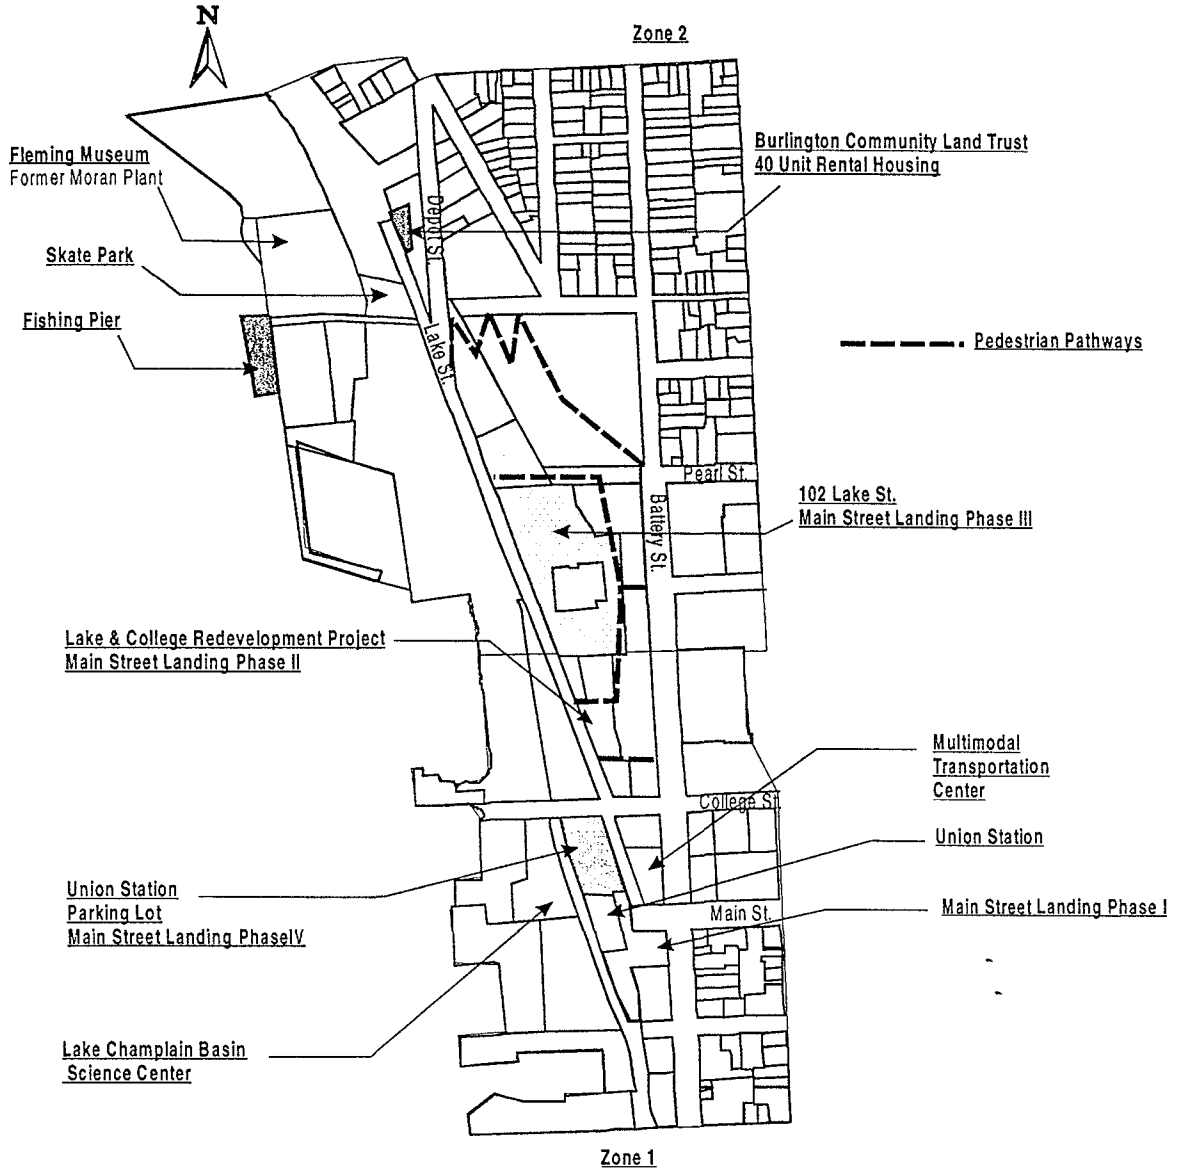 N
Zone 2
Burlington Community Land Trust
40 Unit Rental Housing
Fleming Museum
Former Moran Plant
Depot St.
Skate Park
Fishing Pier
Lake St.
Pedestrian Pathways
Pearl St.
102 Lake St.
Main Street Landing Phase III
Battery St.
Lake & College Redevelopment Project
Main Street Landing Phase II
Multimodal
Transportation
Center
College St.
Union Station
Union Station
Parking Lot
Main Street Landing PhaseIV
Main St.
Main Street Landing Phase I
Lake Champlain Basin
Science Center
Zone 1